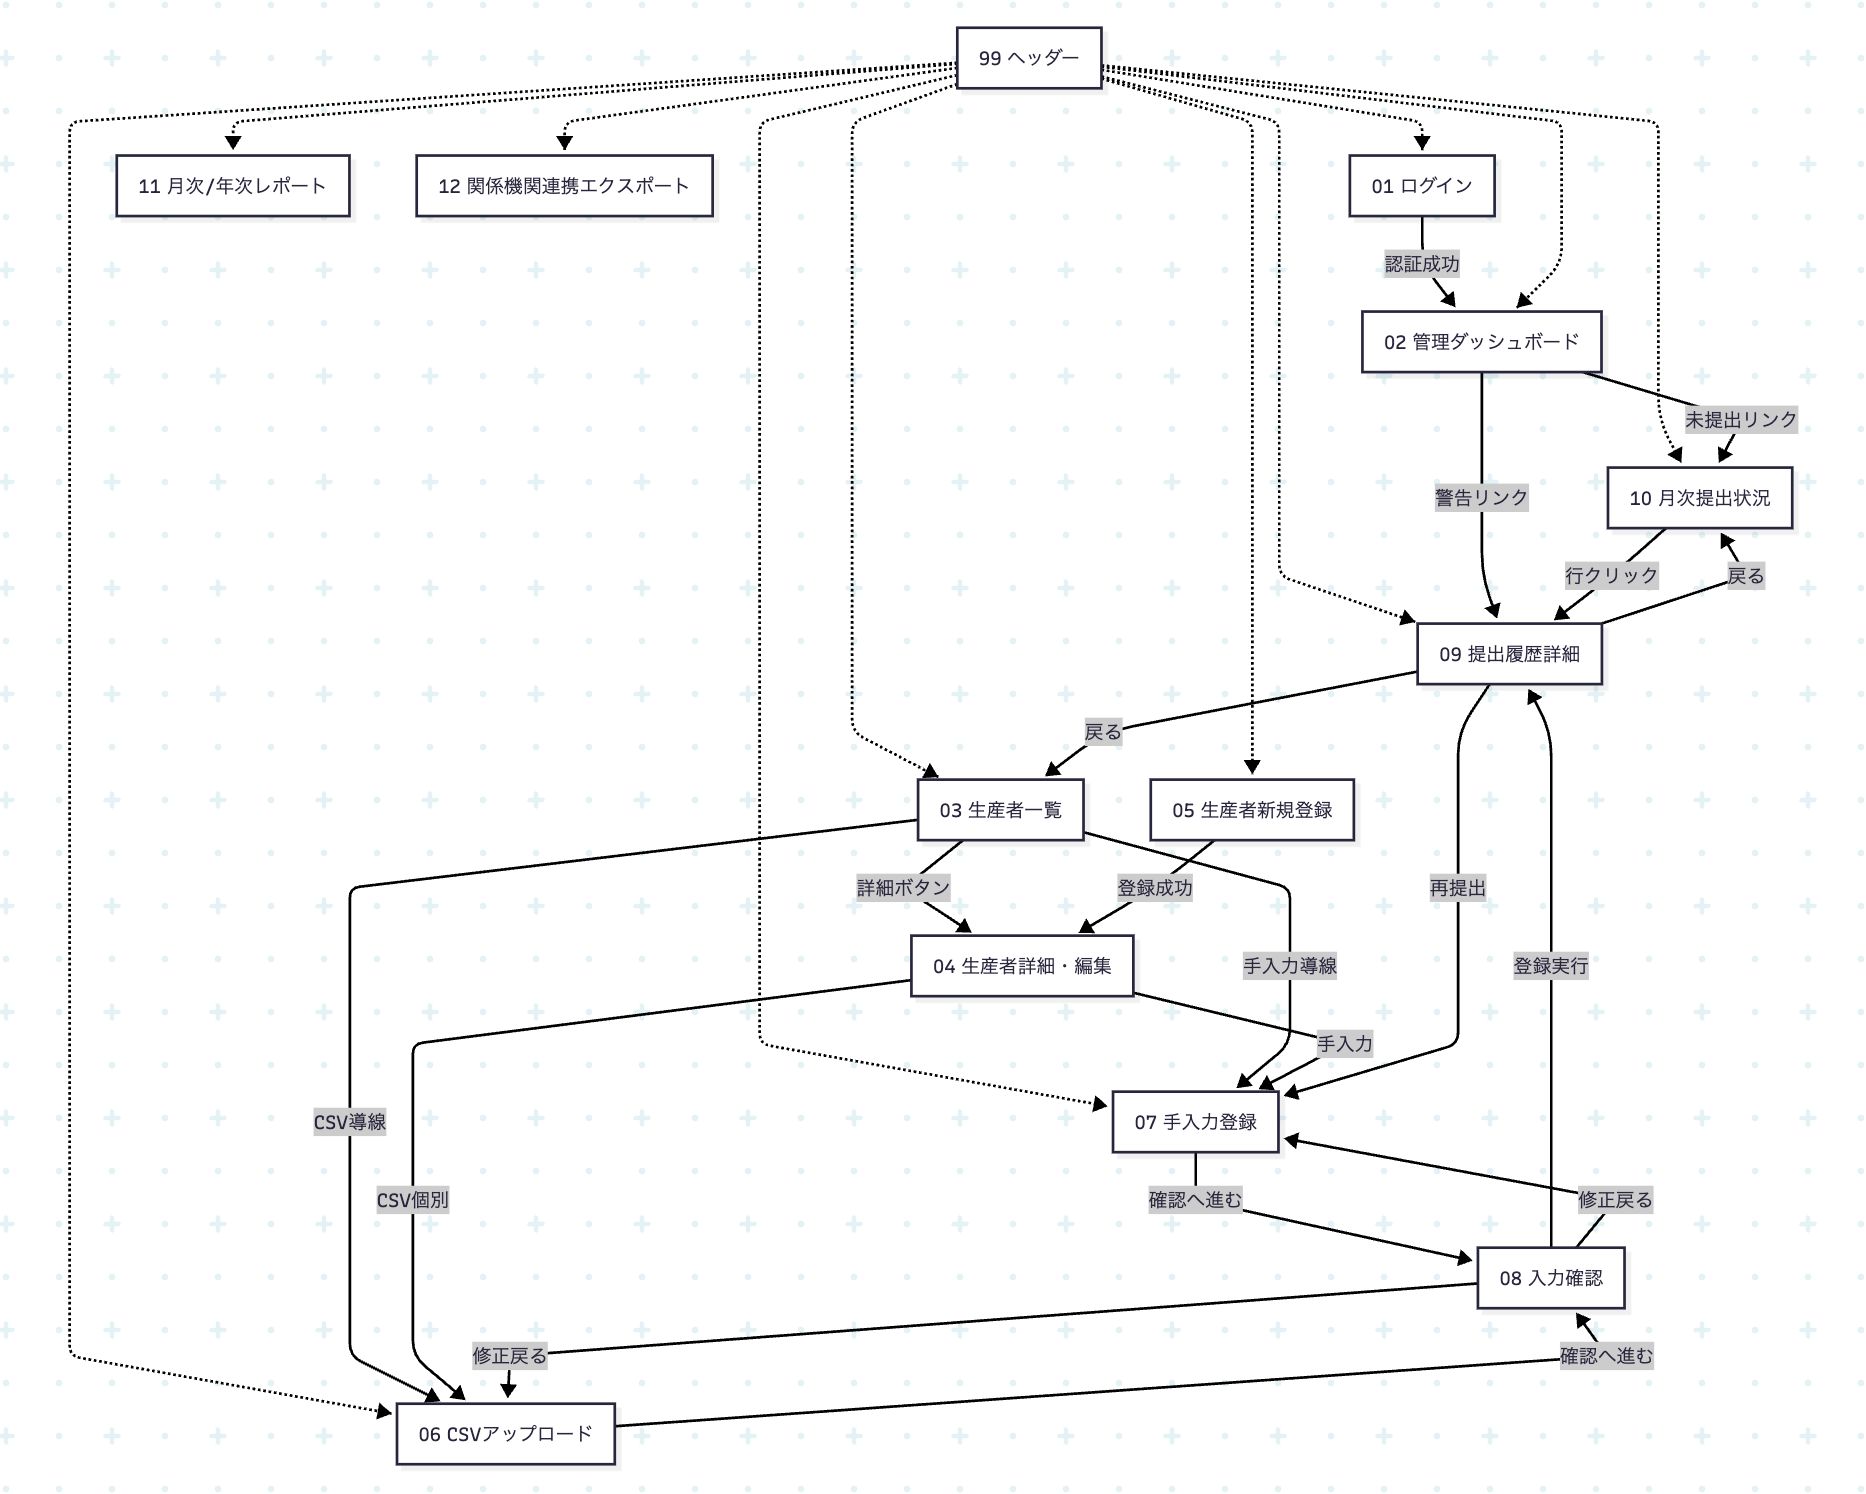 99 ヘッダー
11 月次/年次レポート
12 関係機関連携エクスポート
01 ログイン
認証成功
02 管理ダッシュボード
未提出リンク
警告リンク
10 月次提出状況
行クリック
戻る
09 提出履歴詳細
戻る
03 生産者一覧
05 生産者新規登録
詳細ボタン
登録成功
再提出
04 生産者詳細・編集
手入力導線
登録実行
手入力
CSV導線
07 手入力登録
CSV個別
確認へ進む
修正戻る
08 入力確認
修正戻る
確認へ進む
06 CSVアップロード